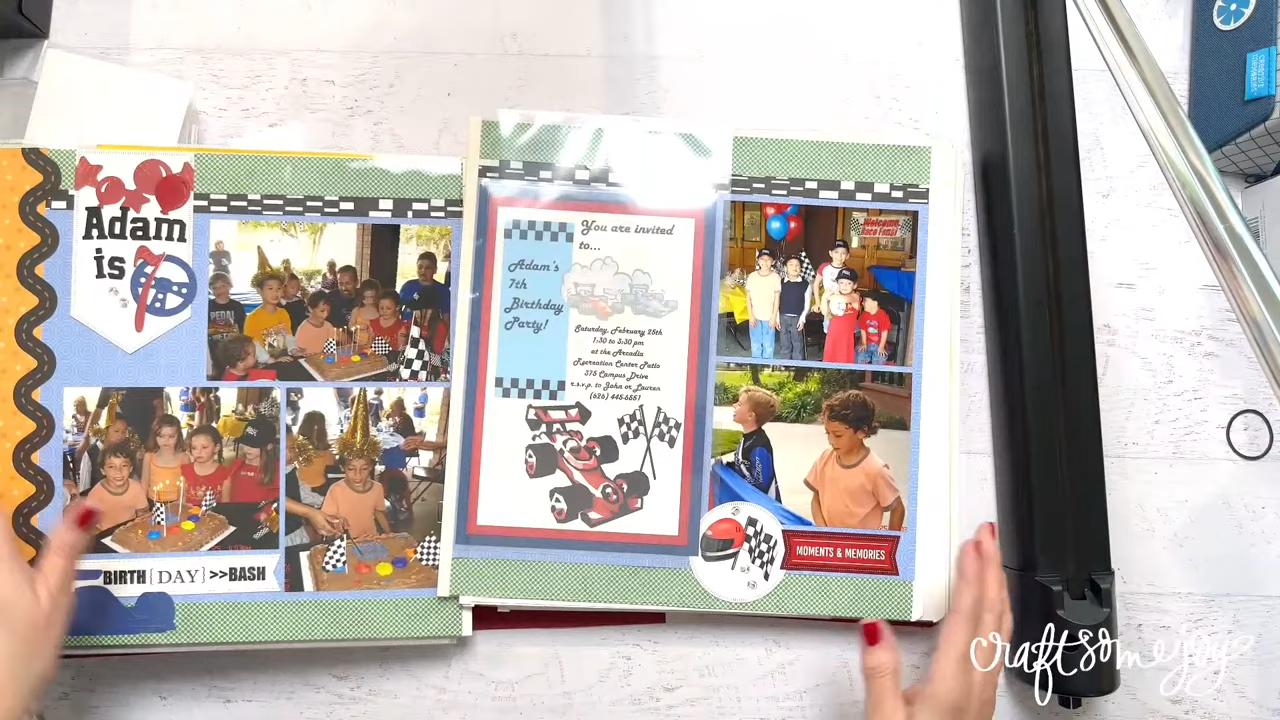 Adam
is 7
BIRTH {DAY} >>BASH
You are invited
to...
Adam's
7th
Birthday
Party!
Saturday, February 25th
1:30 to 3:30 pm
at the Arcadia
Recreation Center Patio
375 Campus Drive
r.s.v.p. to John or Lauren
(626) 445-6551
Welcome,
Race Fans!
MOMENTS & MEMORIES
craftsomejoy